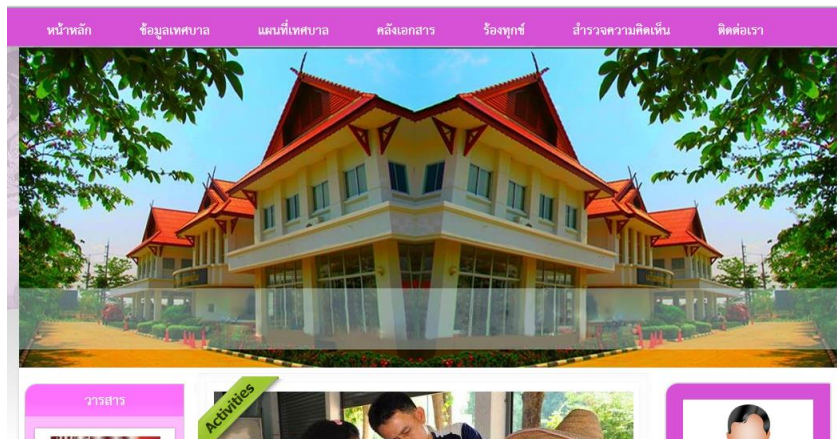 หน้าหลัก ข้อมูลเทศบาล แผนที่เทศบาล คลังเอกสาร ร้องทุกข์ สำรวจความคิดเห็น ติดต่อเรา
วารสาร
Activities